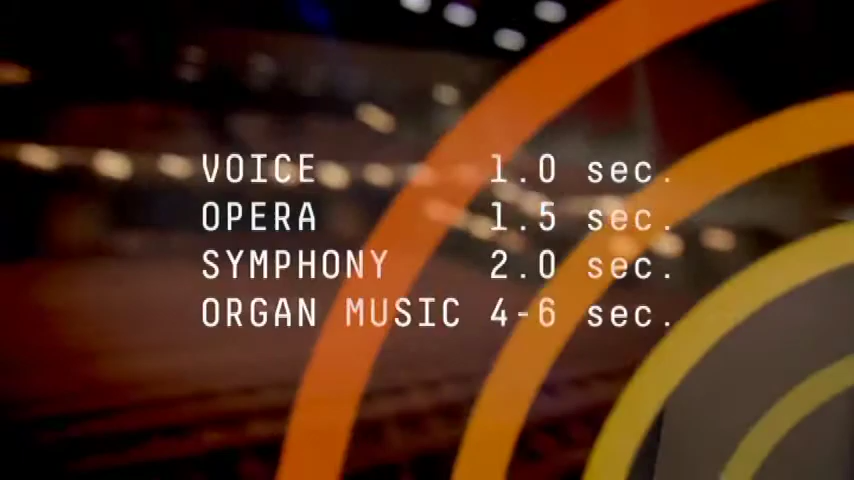 VOICE 1.0 sec.
OPERA 1.5 sec.
SYMPHONY 2.0 sec.
ORGAN MUSIC 4-6 sec.